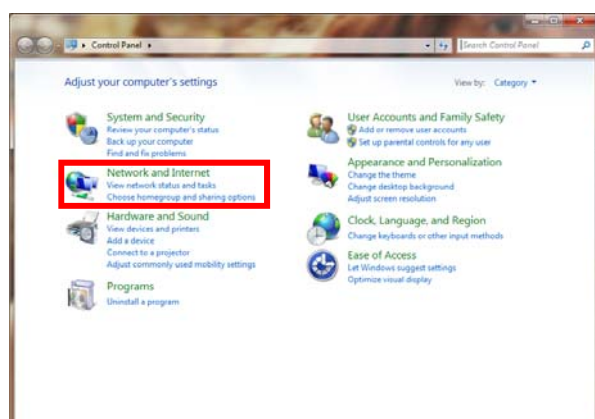 Control Panel
Search Control Panel
Adjust your computer's settings
View by: Category
System and Security
Review your computer's status
Back up your computer
Find and fix problems
Network and Internet
View network status and tasks
Choose homegroup and sharing options
Hardware and Sound
View devices and printers
Add a device
Connect to a projector
Adjust commonly used mobility settings
Programs
Uninstall a program
User Accounts and Family Safety
Add or remove user accounts
Set up parental controls for any user
Appearance and Personalization
Change the theme
Change desktop background
Adjust screen resolution
Clock, Language, and Region
Change keyboards or other input methods
Ease of Access
Let Windows suggest settings
Optimize visual display